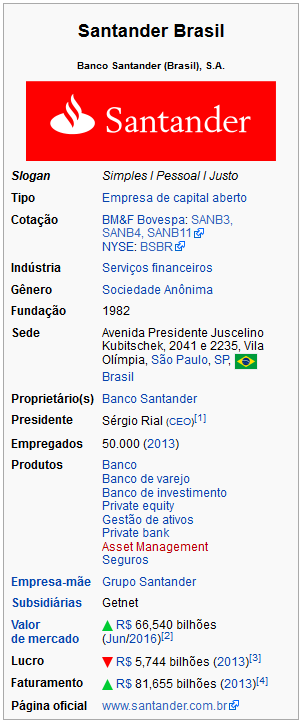 Santander Brasil
Banco Santander (Brasil), S.A.
Santander
Slogan Simples | Pessoal | Justo
Tipo Empresa de capital aberto
Cotação BM&F Bovespa: SANB3,
SANB4, SANB11
NYSE: BSBR
Indústria Serviços financeiros
Gênero Sociedade Anônima
Fundação 1982
Sede Avenida Presidente Juscelino
Kubitschek, 2041 e 2235, Vila
Olímpia, São Paulo, SP,
Brasil
Proprietário(s) Banco Santander
Presidente Sérgio Rial (CEO)[1]
Empregados 50.000 (2013)
Produtos Banco
Banco de varejo
Banco de investimento
Private equity
Gestão de ativos
Private bank
Asset Management
Seguros
Empresa-mãe Grupo Santander
Subsidiárias Getnet
Valor R$ 66,540 bilhões
de mercado (Jun/2016)[2]
Lucro R$ 5,744 bilhões (2013)[3]
Faturamento R$ 81,655 bilhões (2013)[4]
Página oficial www.santander.com.br